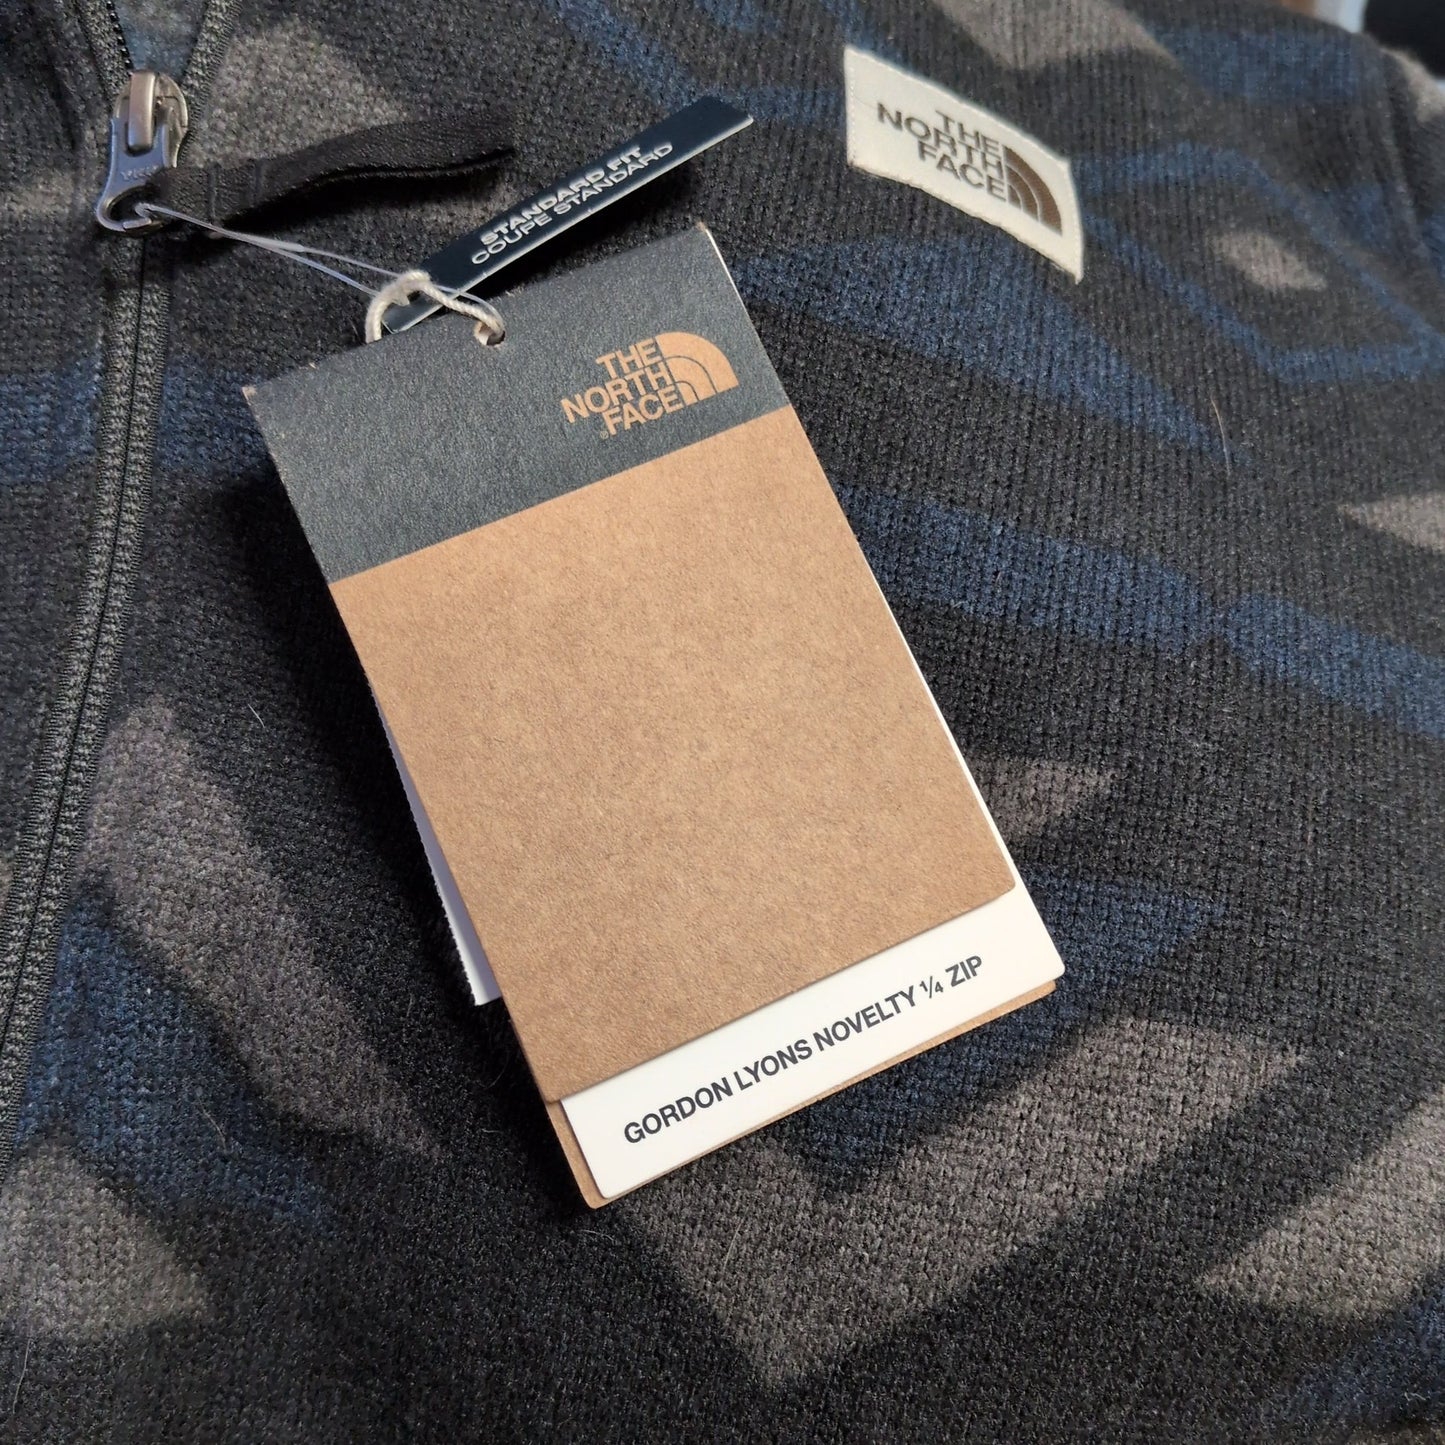 STANDARD FIT
COUPE STANDARD
THE
NORTH
FACE
THE
NORTH
FACE
®
GORDON LYONS NOVELTY ¼ ZIP